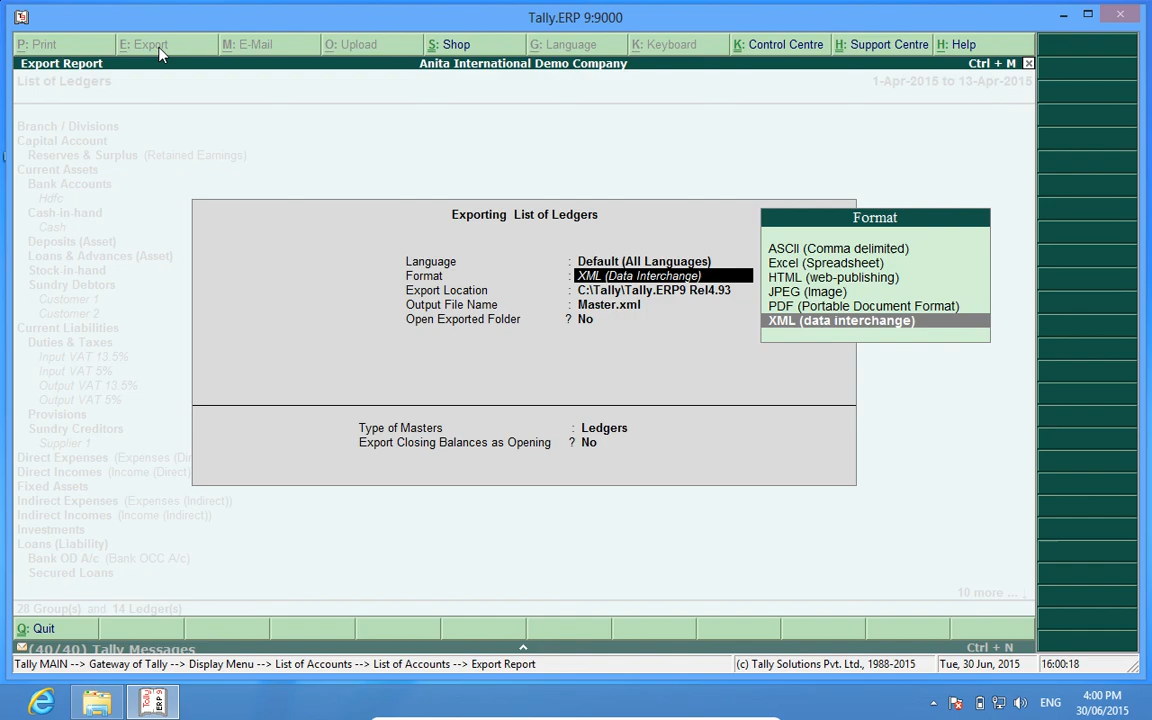 Tally.ERP 9:9000
P: Print E: Export M: E-Mail O: Upload S: Shop G: Language K: Keyboard K: Control Centre H: Support Centre H: Help
Export Report Anita International Demo Company Ctrl + M
List of Ledgers 1-Apr-2015 to 13-Apr-2015
Branch / Divisions
Capital Account
Reserves & Surplus (Retained Earnings)
Current Assets
Bank Accounts
Hdfc
Cash-in-hand
Cash
Deposits (Asset)
Loans & Advances (Asset)
Stock-in-hand
Sundry Debtors
Customer 1
Customer 2
Current Liabilities
Duties & Taxes
Input VAT 13.5%
Input VAT 5%
Output VAT 13.5%
Output VAT 5%
Provisions
Sundry Creditors
Supplier 1
Direct Expenses (Expenses (Di
Direct Incomes (Income (Direct)
Fixed Assets
Indirect Expenses (Expenses (Indirect))
Indirect Incomes (Income (Indirect))
Investments
Loans (Liability)
Bank OD A/c (Bank OCC A/c)
Secured Loans
10 more ... ↓
28 Group(s) and 14 Ledger(s)
Exporting List of Ledgers
Language : Default (All Languages)
Format : XML (Data Interchange)
Export Location : C:\Tally\Tally.ERP9 Rel4.93
Output File Name : Master.xml
Open Exported Folder ? No
Type of Masters : Ledgers
Export Closing Balances as Opening ? No
Format
ASCII (Comma delimited)
Excel (Spreadsheet)
HTML (web-publishing)
JPEG (Image)
PDF (Portable Document Format)
XML (data interchange)
Q: Quit
(40/40) Tally Messages Ctrl + N
Tally MAIN --> Gateway of Tally --> Display Menu --> List of Accounts --> List of Accounts --> Export Report (c) Tally Solutions Pvt. Ltd., 1988-2015 Tue, 30 Jun, 2015 16:00:18
Tally ERP 9
ENG 4:00 PM
30/06/2015